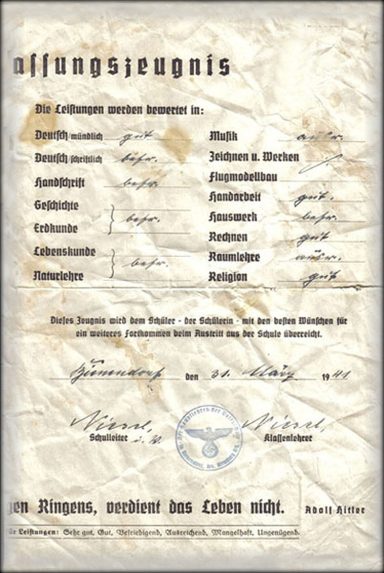 assungszeugnis
Die Leistungen werden bewertet in:
Deutsch mündlich gut
Deutsch schriftlich befr.
Handschrift befr.
Geschichte
Erdkunde
befr.
Lebenskunde
Naturlehre
befr.
Musik ausr.
Zeichnen u. Werken
Flugmodellbau
Handarbeit gut.
Hauswerk befr.
Rechnen gut
Raumlehre ausr.
Religion gut
Dieses Zeugnis wird dem Schüler - der Schülerin - mit den besten Wünschen für
ein weiteres Fortkommen beim Austritt aus der Schule überreicht.
den 31. März 1941
Schulleiter i. V.
Klassenlehrer
gen Ringens, verdient das Leben nicht. Adolf Hitler
für Leistungen: Sehr gut, Gut, Befriedigend, Ausreichend, Mangelhaft, Ungenügend.